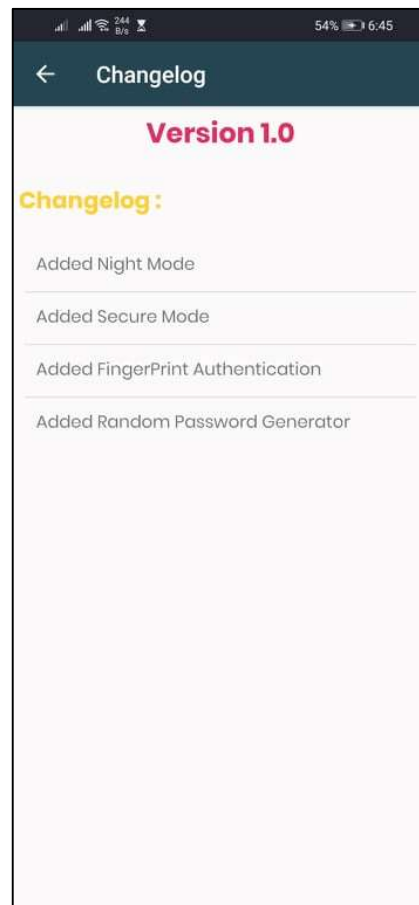 244
B/s
54% 6:45
Changelog
Version 1.0
Changelog :
Added Night Mode
Added Secure Mode
Added FingerPrint Authentication
Added Random Password Generator